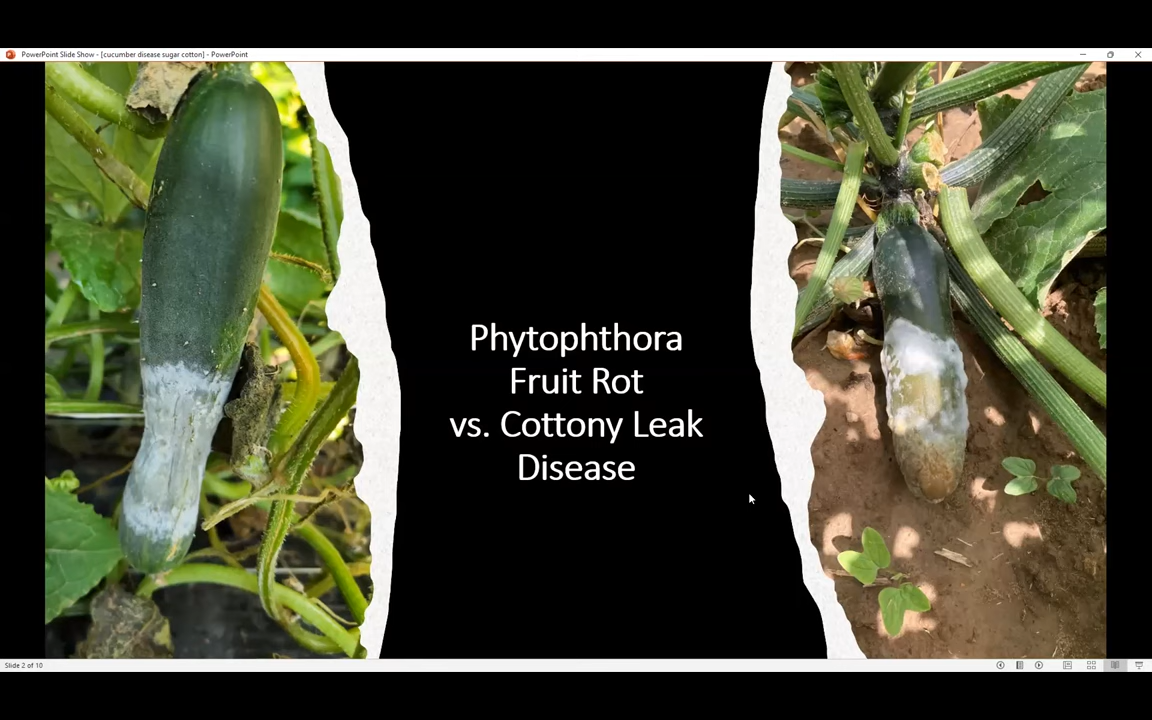 PowerPoint Slide Show - [cucumber disease sugar cotton] - PowerPoint
Phytophthora
Fruit Rot
vs. Cottony Leak
Disease
Slide 2 of 10